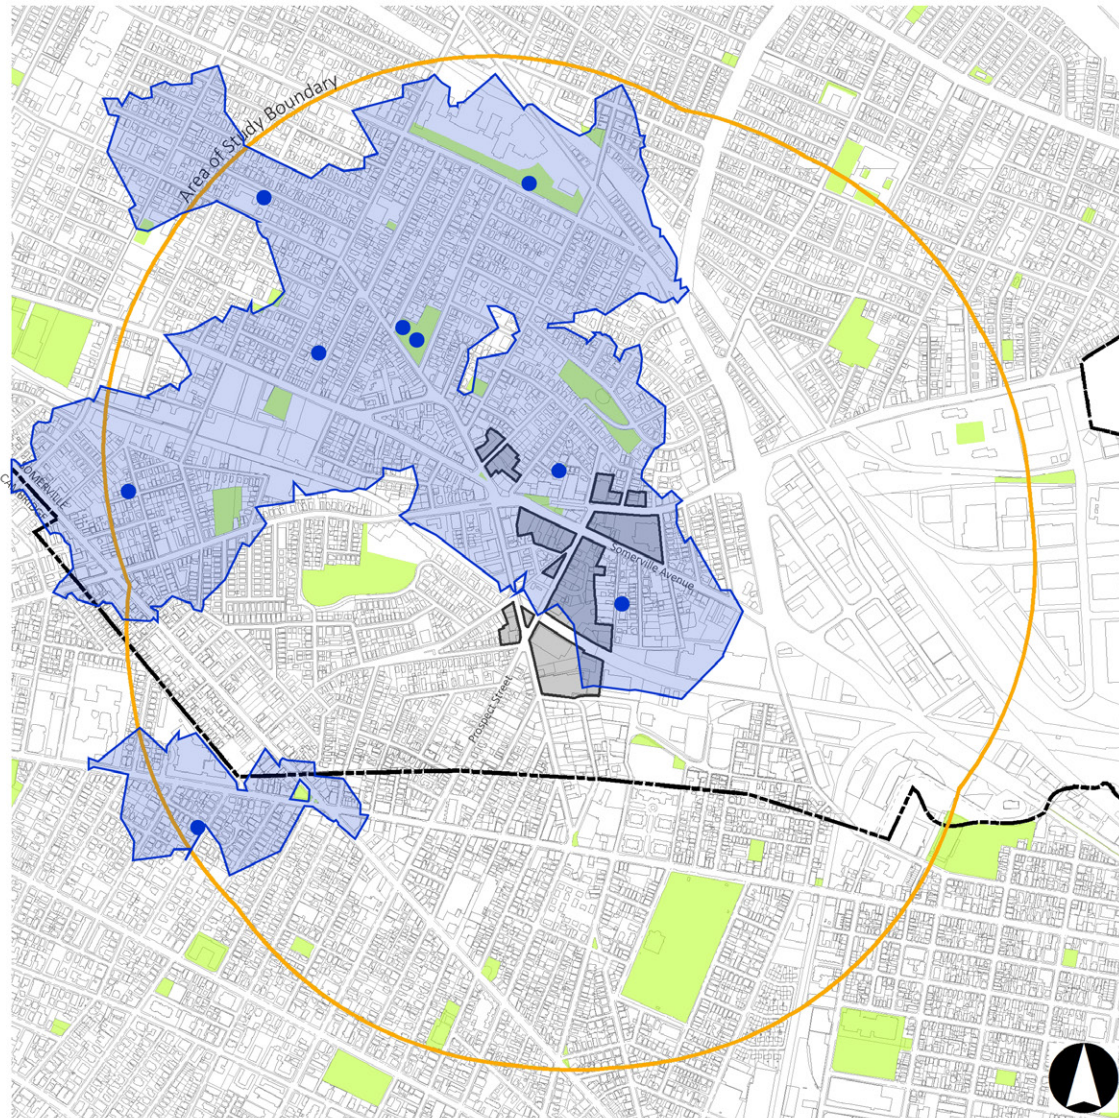 Area of Study Boundary
SOMERVILLE
CAMBRIDGE
Somerville Avenue
Prospect Street